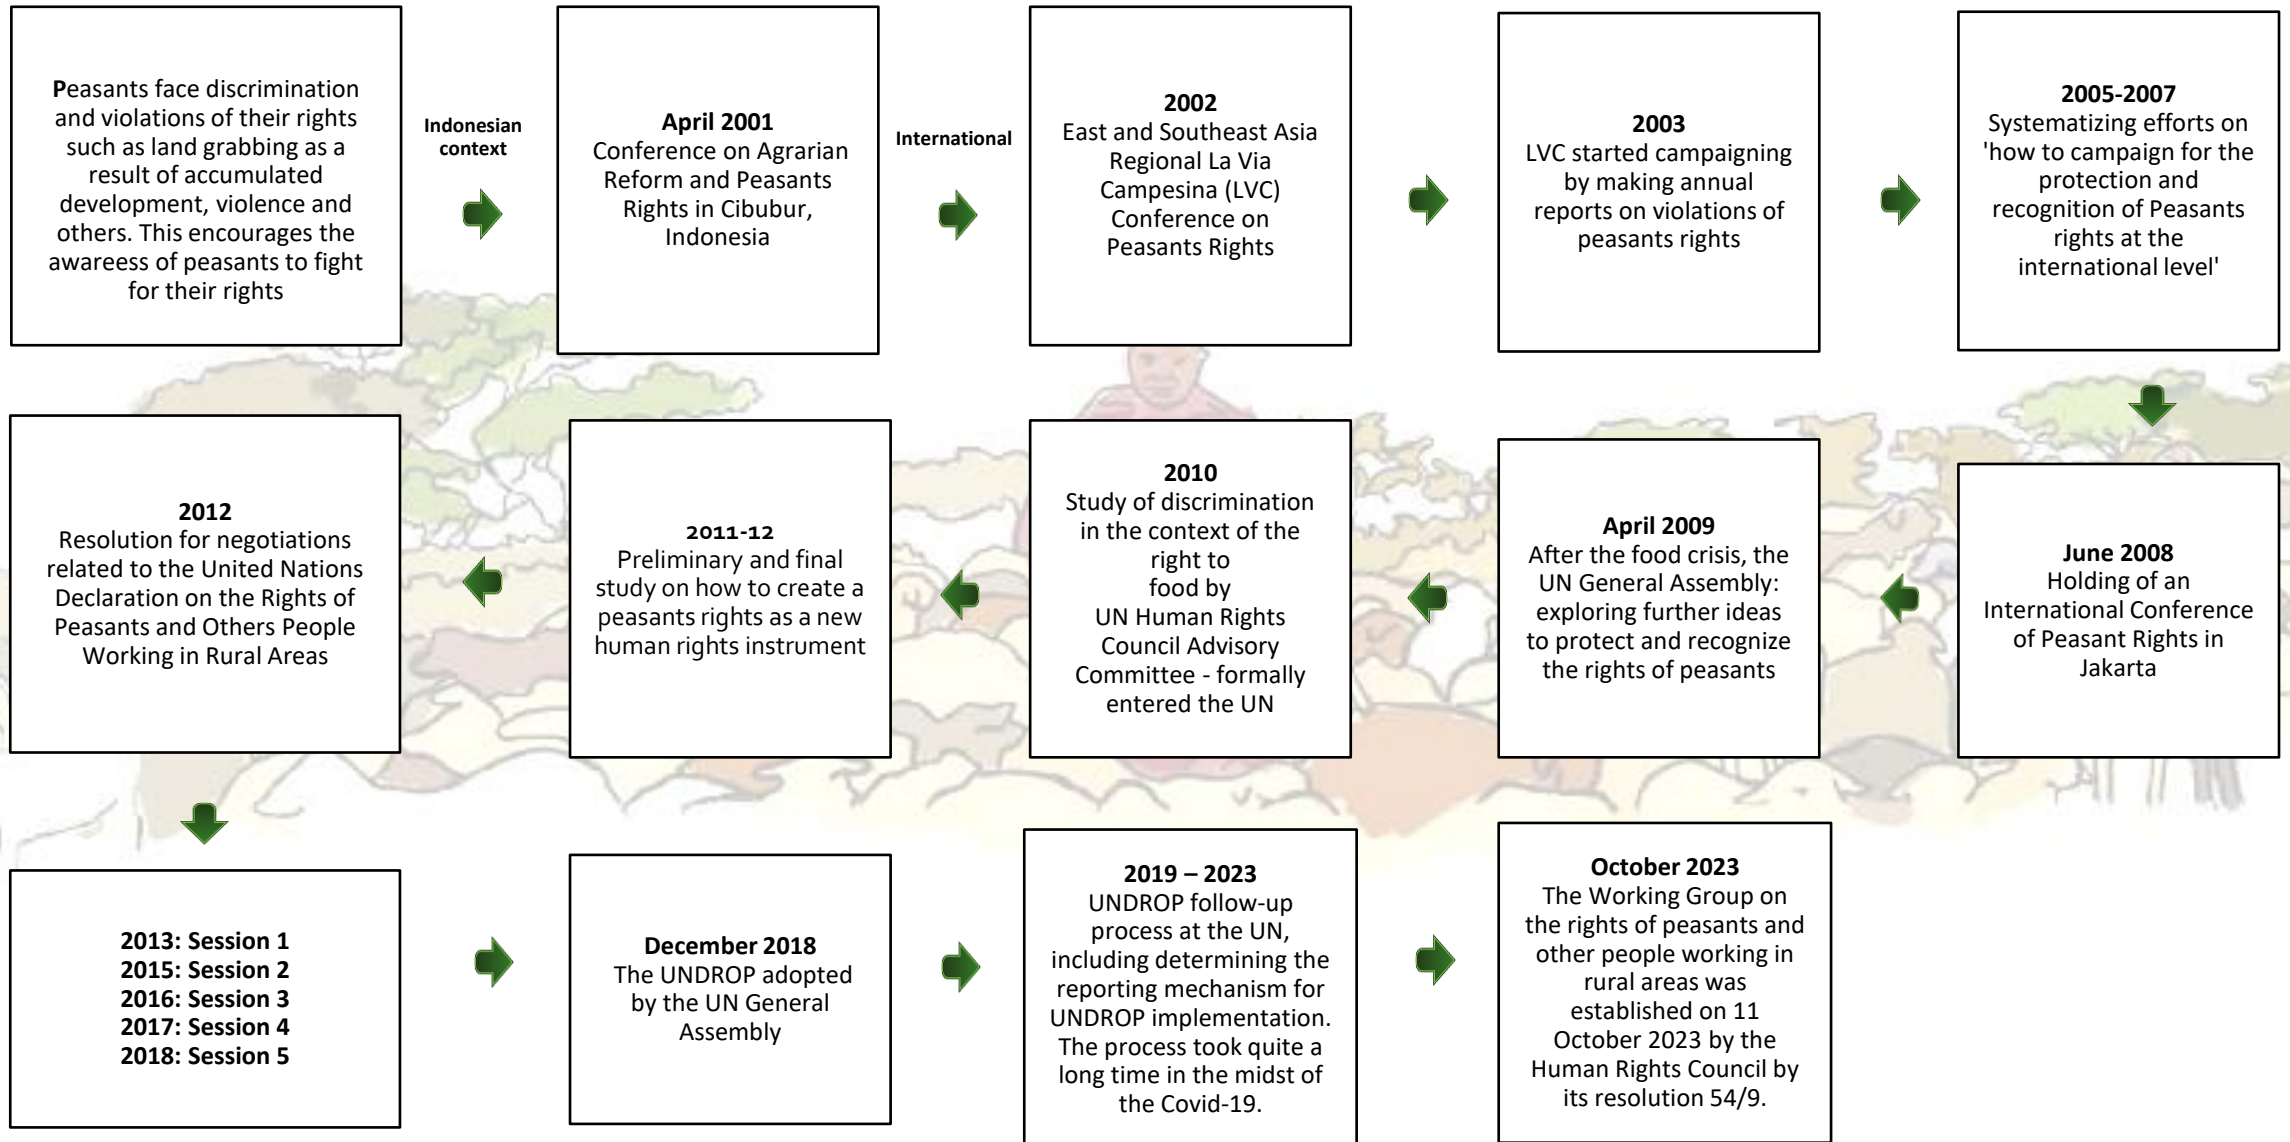 Peasants face discrimination
and violations of their rights
such as land grabbing as a
result of accumulated
development, violence and
others. This encourages the
awareess of peasants to fight
for their rights
Indonesian
context
April 2001
Conference on Agrarian
Reform and Peasants
Rights in Cibubur,
Indonesia
International
2002
East and Southeast Asia
Regional La Via
Campesina (LVC)
Conference on
Peasants Rights
2003
LVC started campaigning
by making annual
reports on violations of
peasants rights
2005-2007
Systematizing efforts on
'how to campaign for the
protection and
recognition of Peasants
rights at the
international level'
June 2008
Holding of an
International Conference
of Peasant Rights in
Jakarta
April 2009
After the food crisis, the
UN General Assembly:
exploring further ideas
to protect and recognize
the rights of peasants
2010
Study of discrimination
in the context of the
right to
food by
UN Human Rights
Council Advisory
Committee - formally
entered the UN
2011-12
Preliminary and final
study on how to create a
peasants rights as a new
human rights instrument
2012
Resolution for negotiations
related to the United Nations
Declaration on the Rights of
Peasants and Others People
Working in Rural Areas
2013: Session 1
2015: Session 2
2016: Session 3
2017: Session 4
2018: Session 5
December 2018
The UNDROP adopted
by the UN General
Assembly
2019 – 2023
UNDROP follow-up
process at the UN,
including determining the
reporting mechanism for
UNDROP implementation.
The process took quite a
long time in the midst of
the Covid-19.
October 2023
The Working Group on
the rights of peasants and
other people working in
rural areas was
established on 11
October 2023 by the
Human Rights Council by
its resolution 54/9.